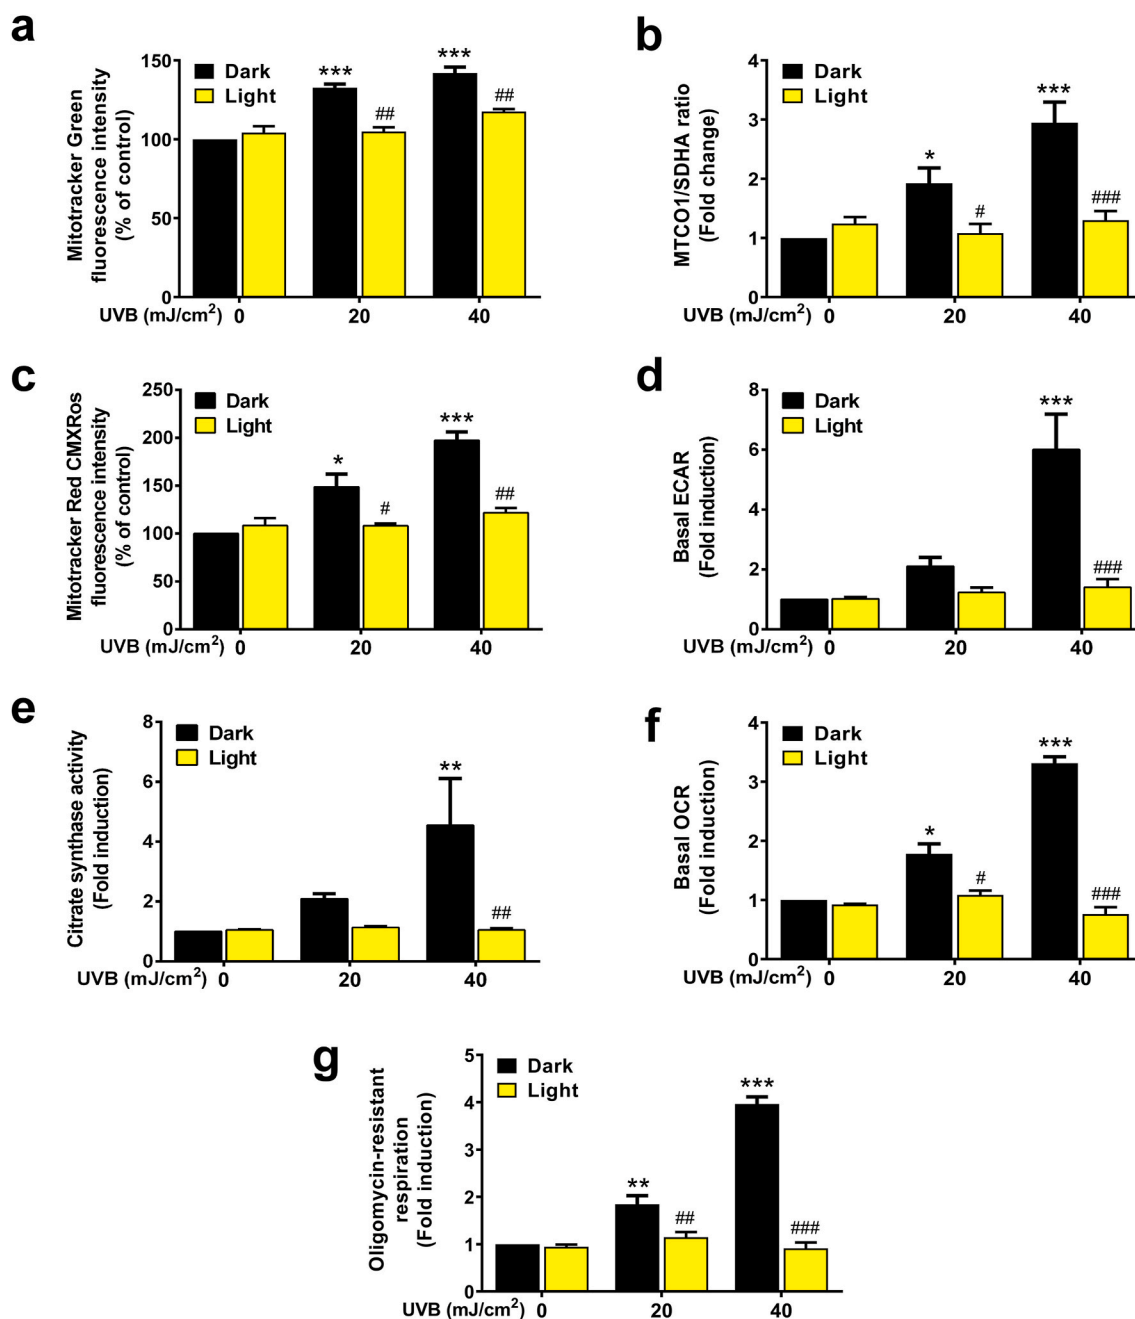 a
Mitotracker Green
fluorescence intensity
(% of control)
150
100
50
0
Dark
Light
***
##
***
##
UVB (mJ/cm²)
0
20
40
b
MTCO1/SDHA ratio
(Fold change)
4
3
2
1
0
Dark
Light
*
#
***
###
UVB (mJ/cm²)
0
20
40
c
Mitotracker Red CMXRos
fluorescence intensity
(% of control)
250
200
150
100
50
0
Dark
Light
*
#
***
##
UVB (mJ/cm²)
0
20
40
d
Basal ECAR
(Fold induction)
8
6
4
2
0
Dark
Light
***
###
UVB (mJ/cm²)
0
20
40
e
Citrate synthase activity
(Fold induction)
8
6
4
2
0
Dark
Light
**
##
UVB (mJ/cm²)
0
20
40
f
Basal OCR
(Fold induction)
4
3
2
1
0
Dark
Light
*
#
***
###
UVB (mJ/cm²)
0
20
40
g
Oligomycin-resistant
respiration
(Fold induction)
5
4
3
2
1
0
Dark
Light
**
##
***
###
UVB (mJ/cm²)
0
20
40